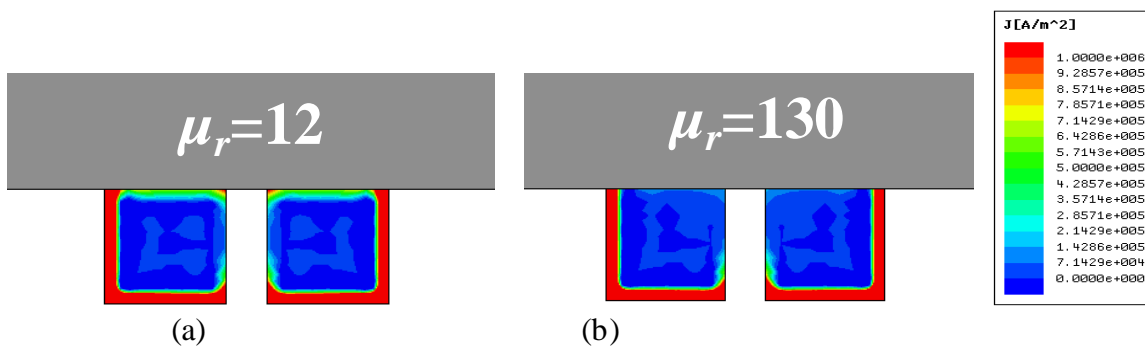 μr=12
μr=130
(a)
(b)
J[A/m^2]
1.0000e+006
9.2857e+005
8.5714e+005
7.8571e+005
7.1429e+005
6.4286e+005
5.7143e+005
5.0000e+005
4.2857e+005
3.5714e+005
2.8571e+005
2.1429e+005
1.4286e+005
7.1429e+004
0.0000e+000